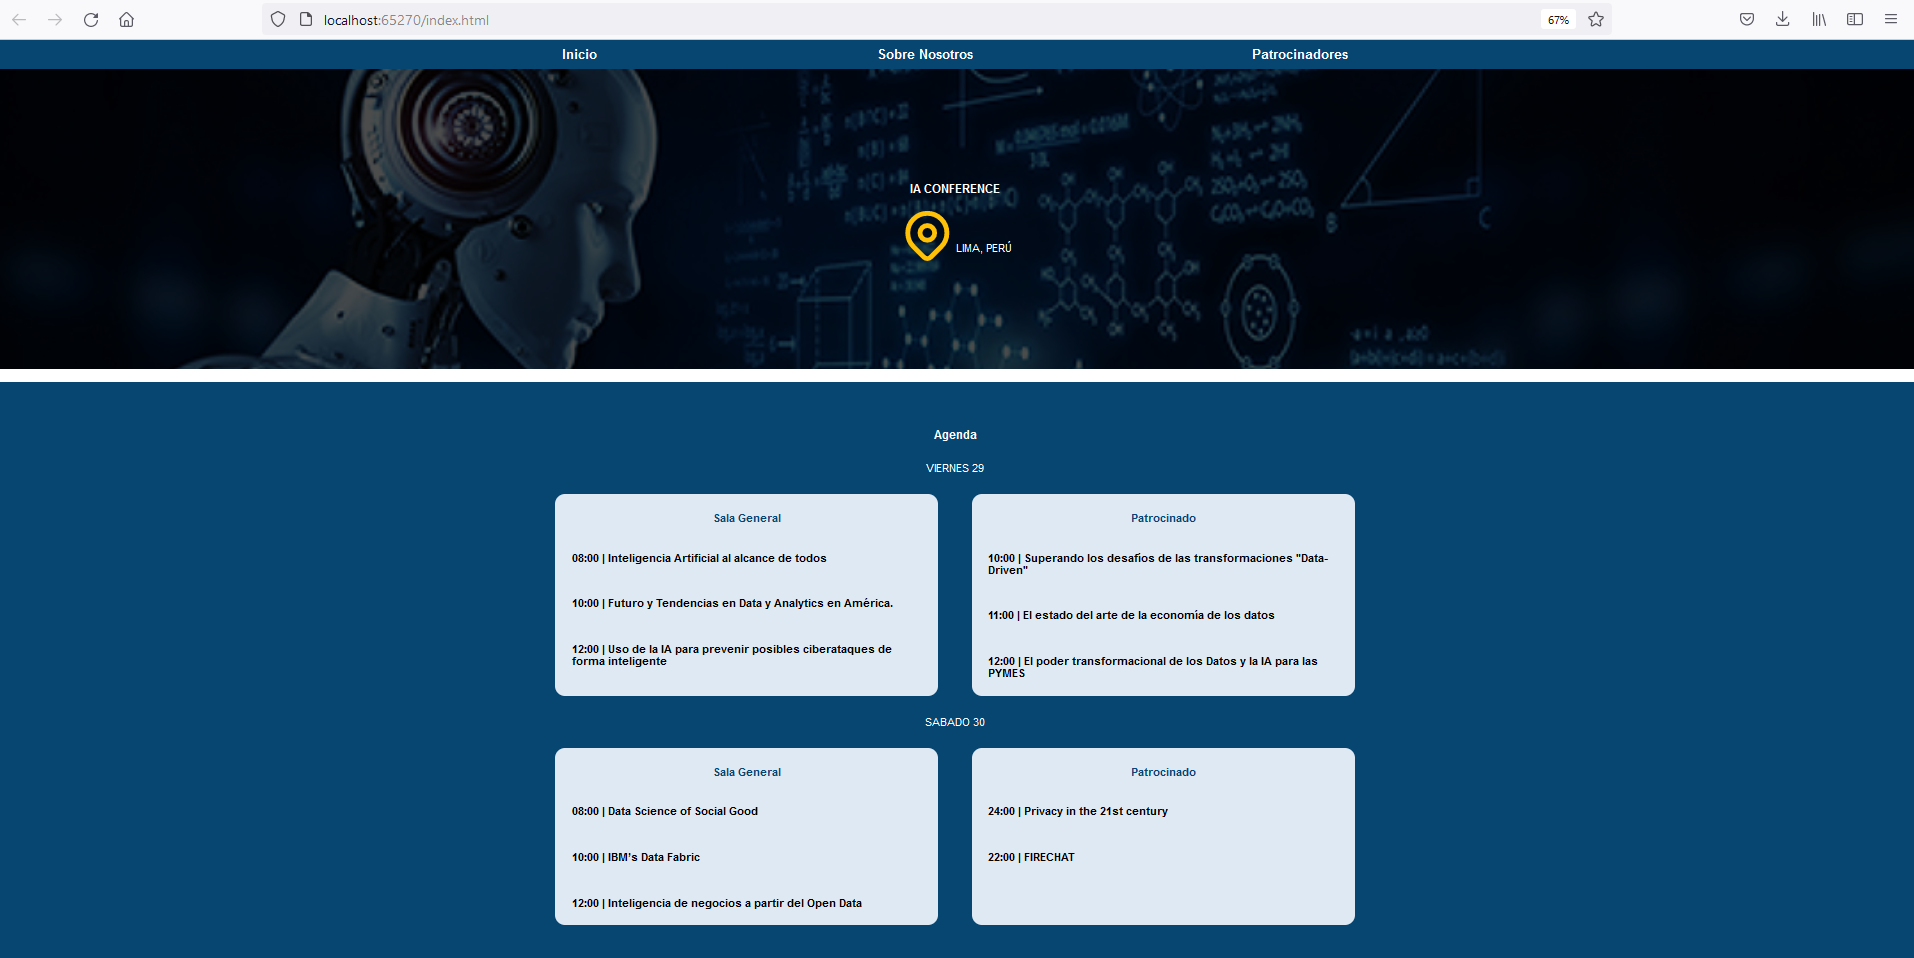 localhost:65270/index.html
67%
Inicio
Sobre Nosotros
Patrocinadores
IA CONFERENCE
LIMA, PERÚ
Agenda
VIERNES 29
Sala General
08:00 | Inteligencia Artificial al alcance de todos
10:00 | Futuro y Tendencias en Data y Analytics en América.
12:00 | Uso de la IA para prevenir posibles ciberataques de
forma inteligente
Patrocinado
10:00 | Superando los desafíos de las transformaciones "Data-
Driven"
11:00 | El estado del arte de la economía de los datos
12:00 | El poder transformacional de los Datos y la IA para las
PYMES
SABADO 30
Sala General
08:00 | Data Science of Social Good
10:00 | IBM's Data Fabric
12:00 | Inteligencia de negocios a partir del Open Data
Patrocinado
24:00 | Privacy in the 21st century
22:00 | FIRECHAT